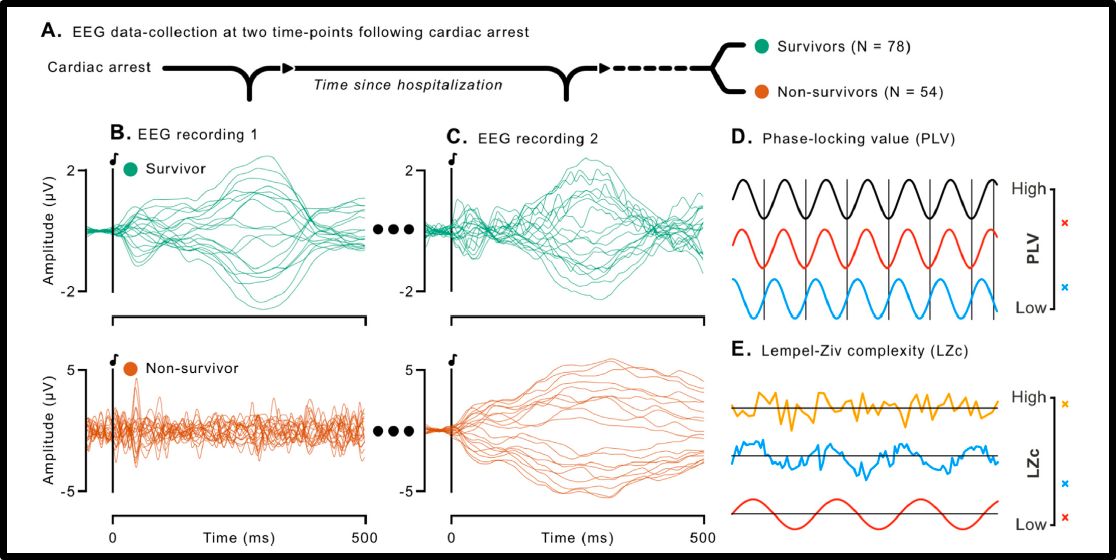 A. EEG data-collection at two time-points following cardiac arrest
Cardiac arrest
Time since hospitalization
Survivors (N = 78)
Non-survivors (N = 54)
B. EEG recording 1
Survivor
2
Amplitude (µV)
-2
C. EEG recording 2
2
-2
Non-survivor
5
Amplitude (µV)
-5
0
Time (ms)
500
5
-5
0
Time (ms)
500
D. Phase-locking value (PLV)
High
PLV
Low
E. Lempel-Ziv complexity (LZc)
High
LZc
Low